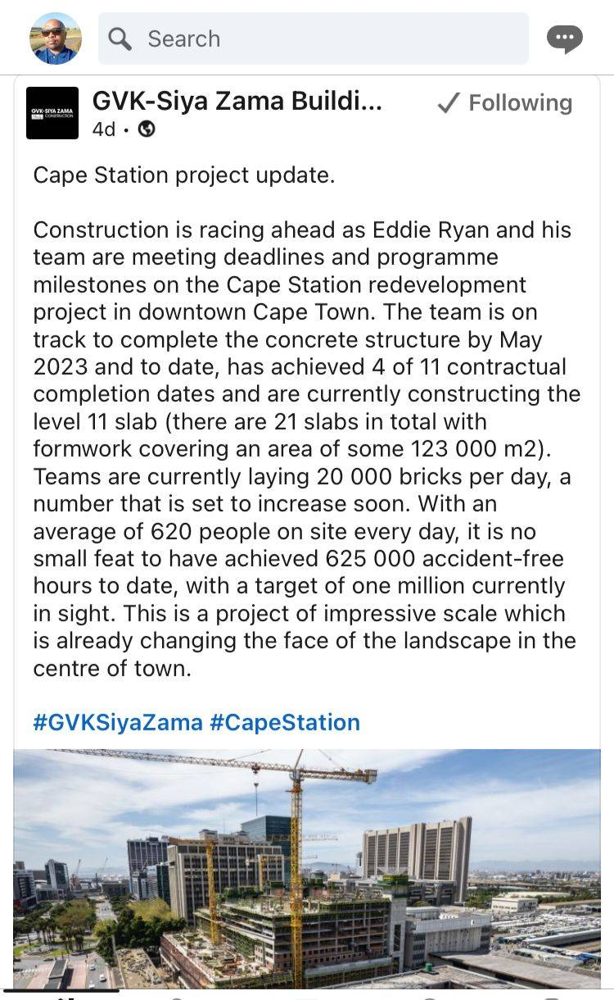 Search
GVK-SIYA ZAMA
CONSTRUCTION
GVK-Siya Zama Buildi...
Following
4d •
Cape Station project update.
Construction is racing ahead as Eddie Ryan and his
team are meeting deadlines and programme
milestones on the Cape Station redevelopment
project in downtown Cape Town. The team is on
track to complete the concrete structure by May
2023 and to date, has achieved 4 of 11 contractual
completion dates and are currently constructing the
level 11 slab (there are 21 slabs in total with
formwork covering an area of some 123 000 m2).
Teams are currently laying 20 000 bricks per day, a
number that is set to increase soon. With an
average of 620 people on site every day, it is no
small feat to have achieved 625 000 accident-free
hours to date, with a target of one million currently
in sight. This is a project of impressive scale which
is already changing the face of the landscape in the
centre of town.
#GVKSiyaZama #CapeStation